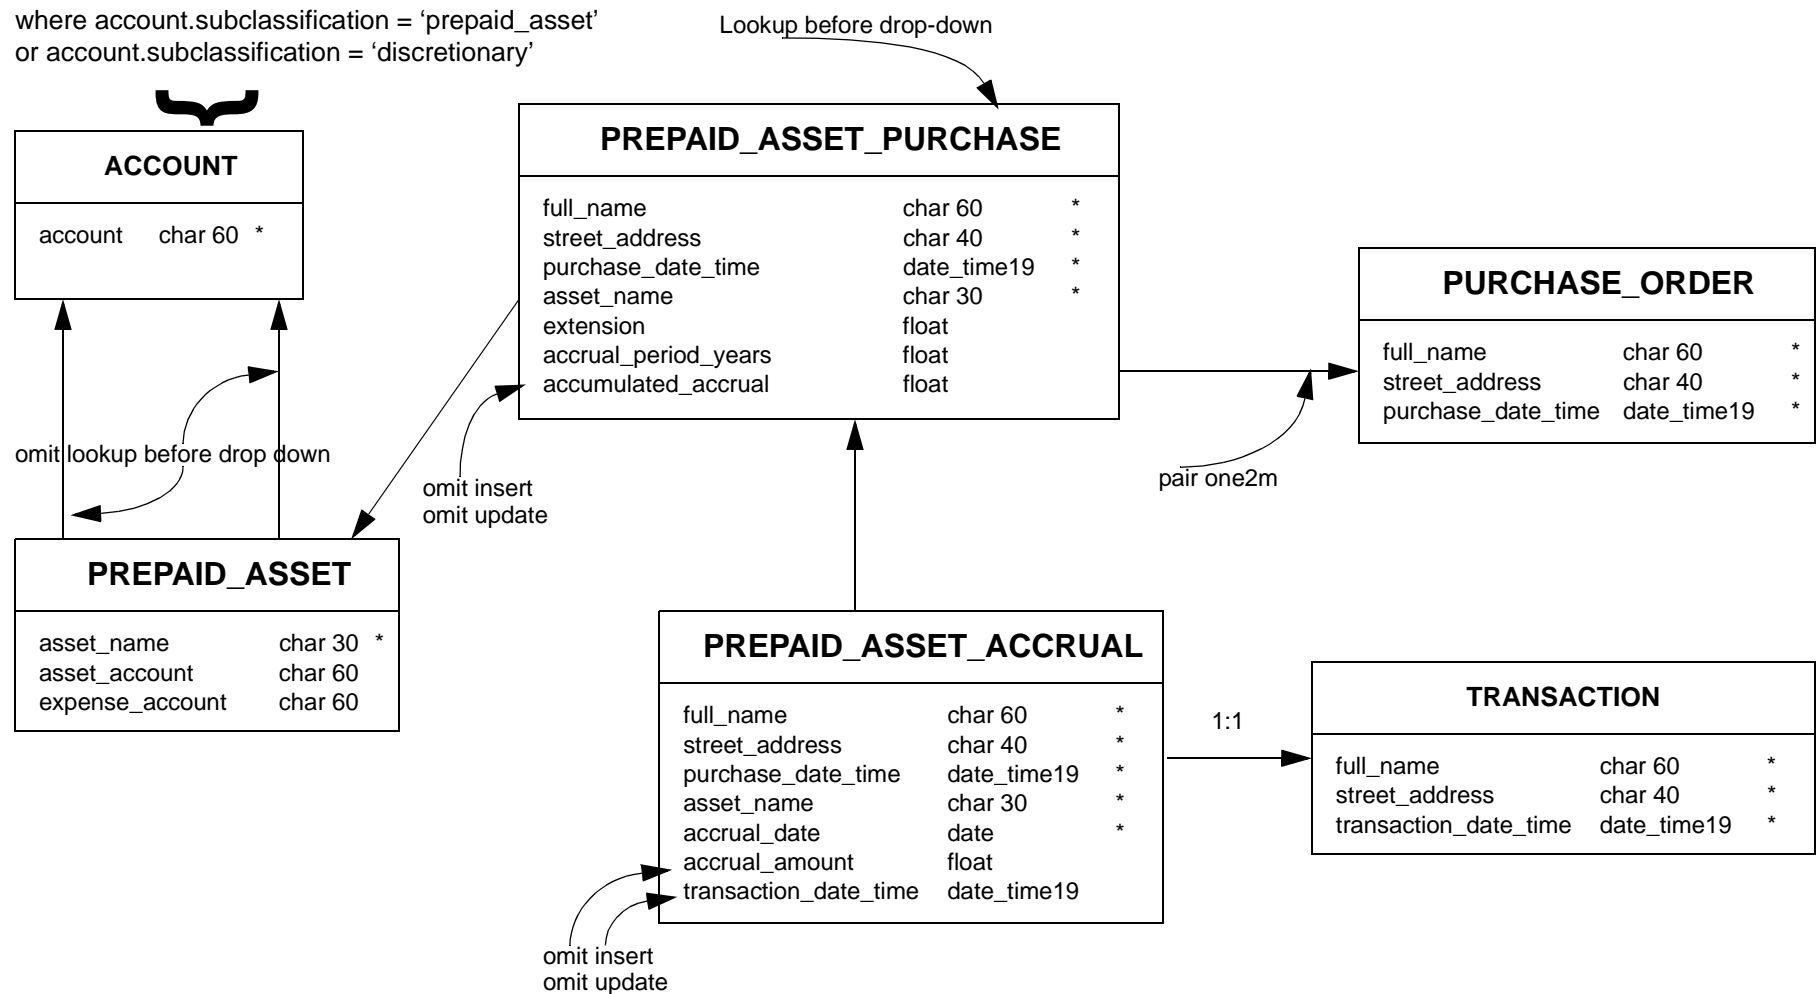 where account.subclassification = ‘prepaid_asset’
or account.subclassification = ‘discretionary’
Lookup before drop-down
ACCOUNT
account char 60 *
PREPAID_ASSET_PURCHASE
full_name char 60 *
street_address char 40 *
purchase_date_time date_time19 *
asset_name char 30 *
extension float
accrual_period_years float
accumulated_accrual float
PURCHASE_ORDER
full_name char 60 *
street_address char 40 *
purchase_date_time date_time19 *
omit lookup before drop down
omit insert
omit update
pair one2m
PREPAID_ASSET
asset_name char 30 *
asset_account char 60
expense_account char 60
PREPAID_ASSET_ACCRUAL
full_name char 60 *
street_address char 40 *
purchase_date_time date_time19 *
asset_name char 30 *
accrual_date date *
accrual_amount float
transaction_date_time date_time19
1:1
TRANSACTION
full_name char 60 *
street_address char 40 *
transaction_date_time date_time19 *
omit insert
omit update